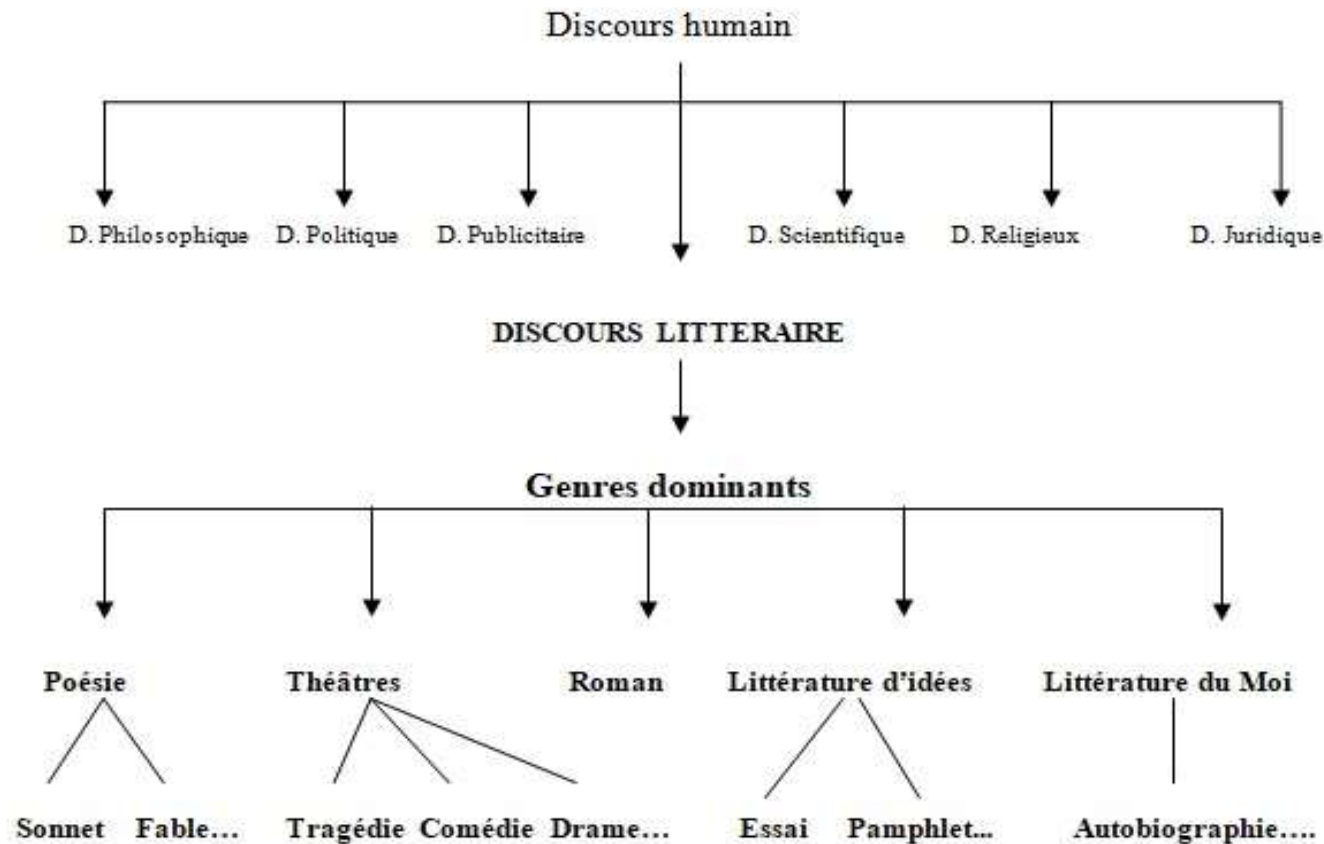 Discours humain
D. Philosophique D. Politique D. Publicitaire D. Scientifique D. Religieux D. Juridique
DISCOURS LITTERAIRE
Genres dominants
Poésie Théâtres Roman Littérature d'idées Littérature du Moi
Sonnet Fable... Tragédie Comédie Drame... Essai Pamphlet... Autobiographie....